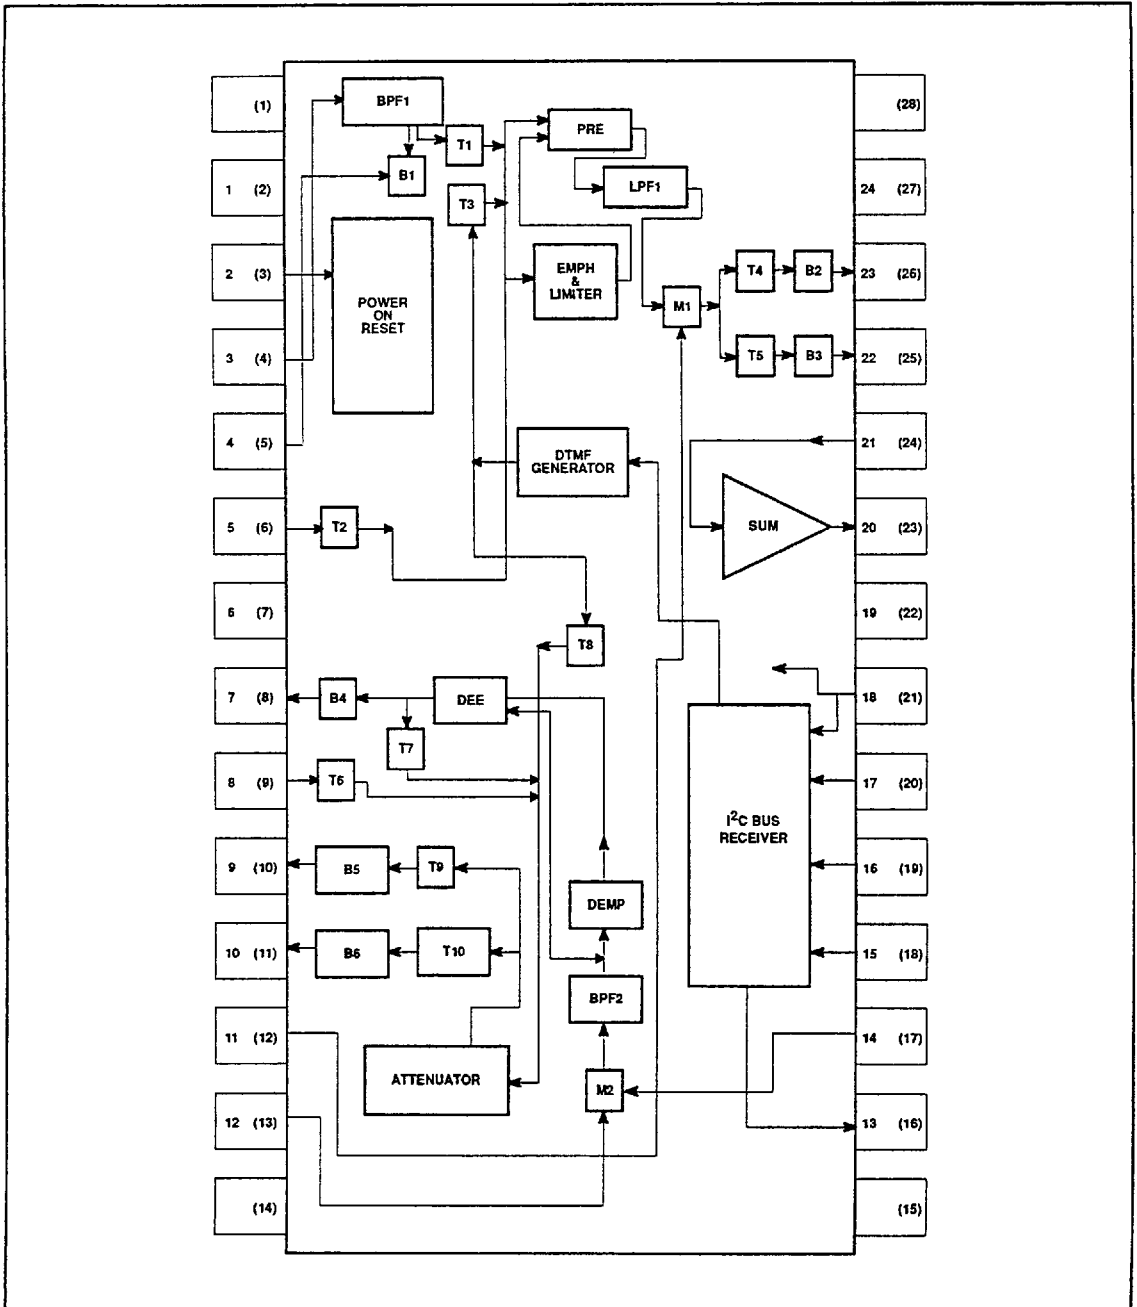 (1)
BPF1
PRE
(28)
T1
1 (2)
B1
LPF1
24 (27)
T3
2 (3)
POWER
ON
RESET
EMPH
&
LIMITER
T4
B2
23 (26)
M1
3 (4)
T5
B3
22 (25)
4 (5)
DTMF
GENERATOR
21 (24)
5 (6)
T2
SUM
20 (23)
6 (7)
19 (22)
T8
7 (8)
B4
DEE
18 (21)
T7
8 (9)
T6
17 (20)
I2C BUS
RECEIVER
9 (10)
B5
T9
16 (19)
DEMP
10 (11)
B6
T10
15 (18)
BPF2
11 (12)
14 (17)
ATTENUATOR
M2
12 (13)
13 (16)
(14)
(15)